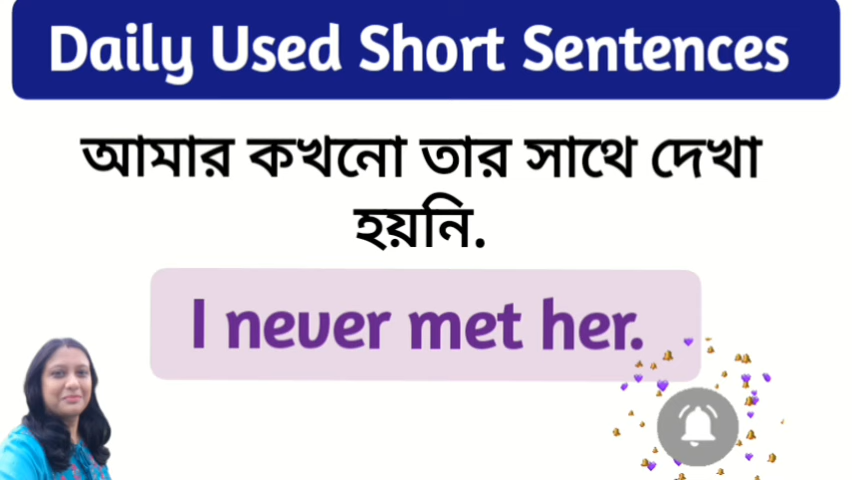 Daily Used Short Sentences
আমার কখনো তার সাথে দেখা
হয়নি.
I never met her.